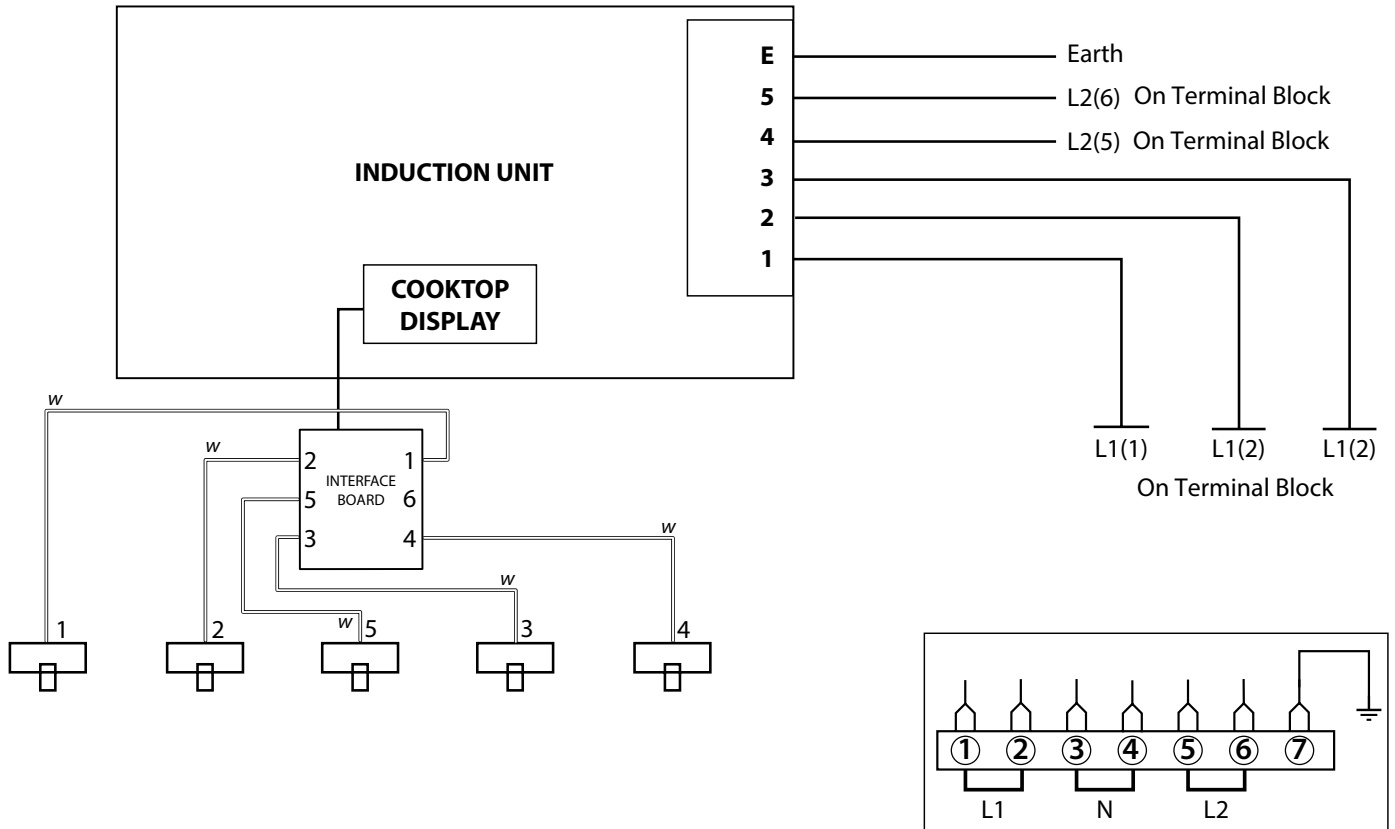 E Earth
5 L2(6) On Terminal Block
4 L2(5) On Terminal Block
INDUCTION UNIT
3
2
1
COOKTOP
DISPLAY
w
L1(1) L1(2) L1(2)
On Terminal Block
w
2 1
INTERFACE
BOARD
5 6
3 4
w
w
w
1 2 5 3 4
1 2 3 4 5 6 7
L1 N L2